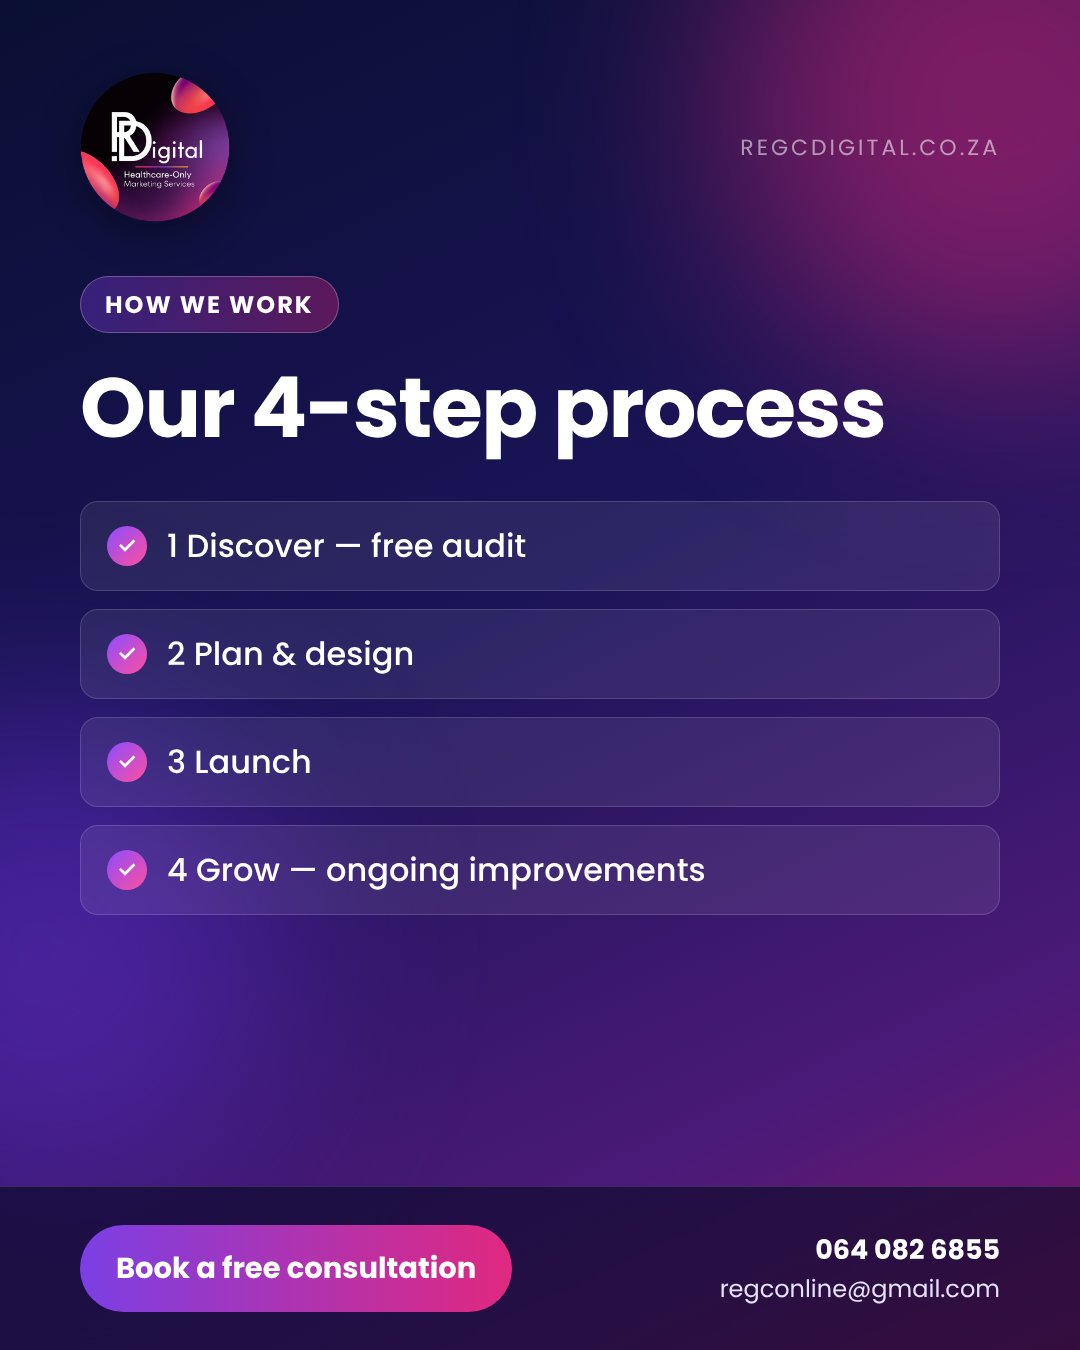 RDigital
Healthcare-Only
Marketing Services
REGCDIGITAL.CO.ZA
HOW WE WORK
Our 4-step process
1 Discover — free audit
2 Plan & design
3 Launch
4 Grow — ongoing improvements
Book a free consultation
064 082 6855
regconline@gmail.com